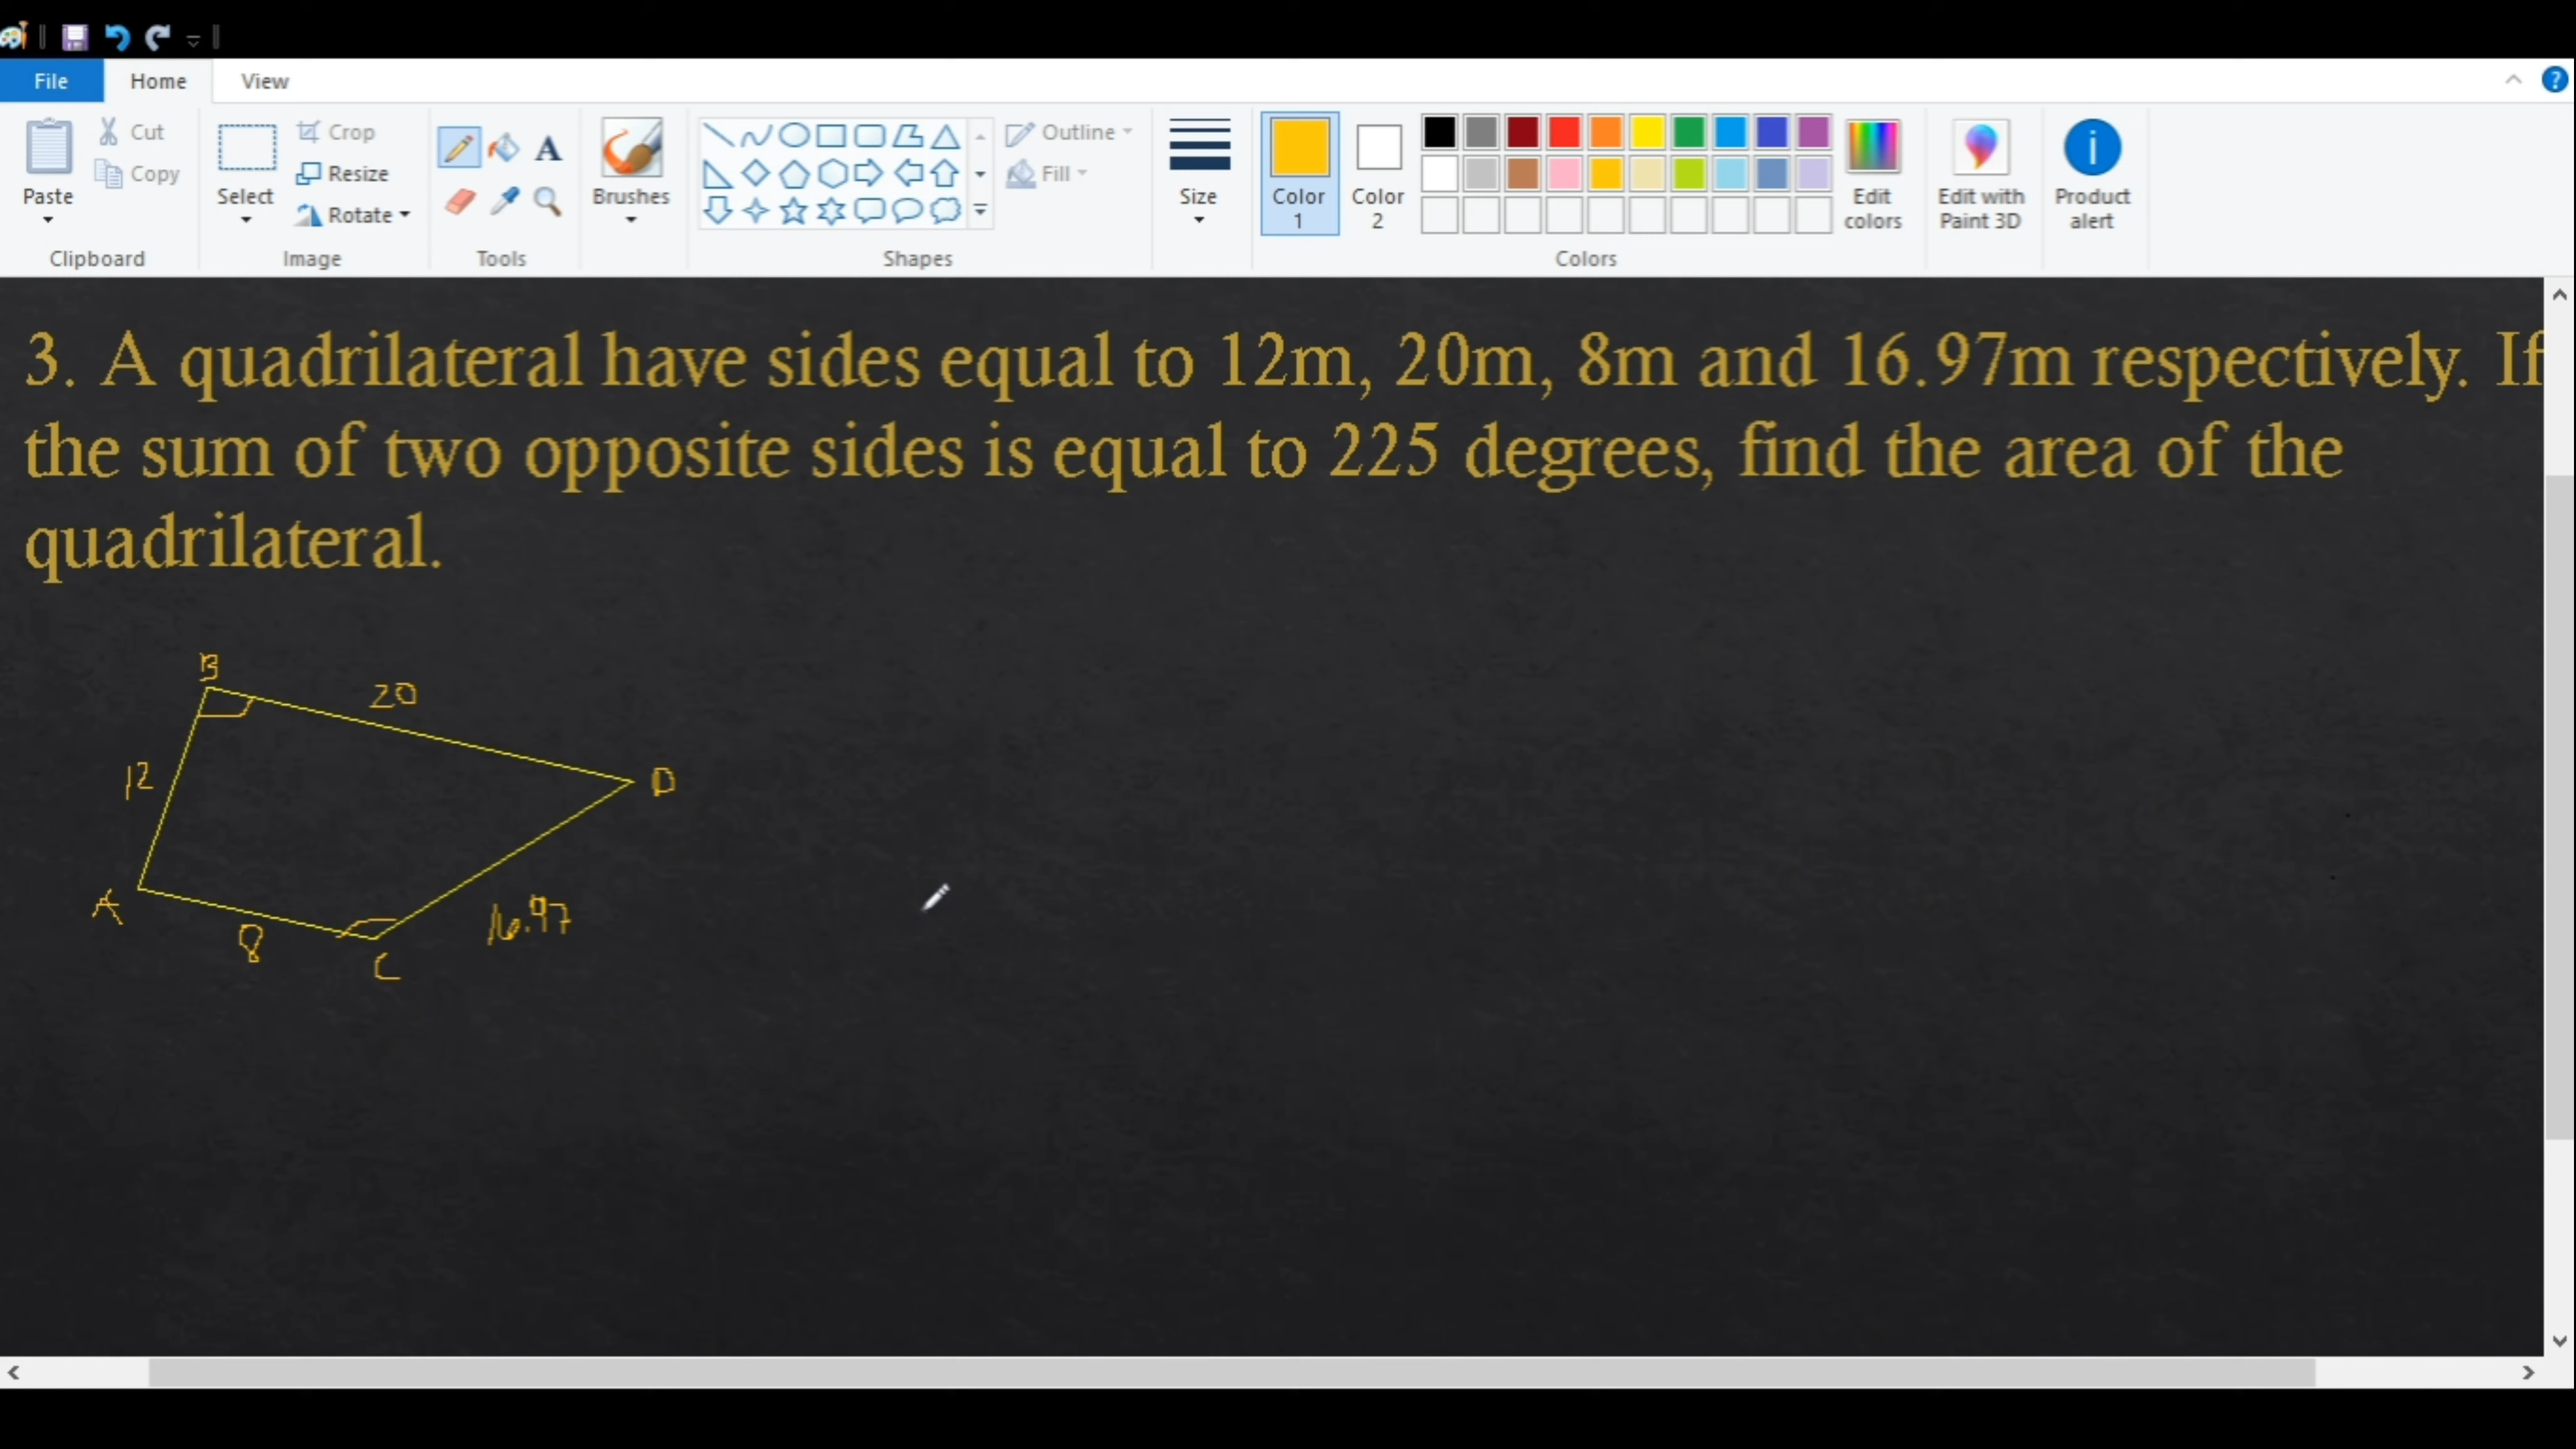 File Home View
Cut
Crop
Outline
Copy
Resize
Fill
Paste
Select
Rotate
Brushes
Size
Color 1
Color 2
Edit colors
Edit with Paint 3D
Product alert
Clipboard Image Tools Shapes Colors
3. A quadrilateral have sides equal to 12m, 20m, 8m and 16.97m respectively. If
the sum of two opposite sides is equal to 225 degrees, find the area of the
quadrilateral.
B
20
12
D
A
8
16.97
C